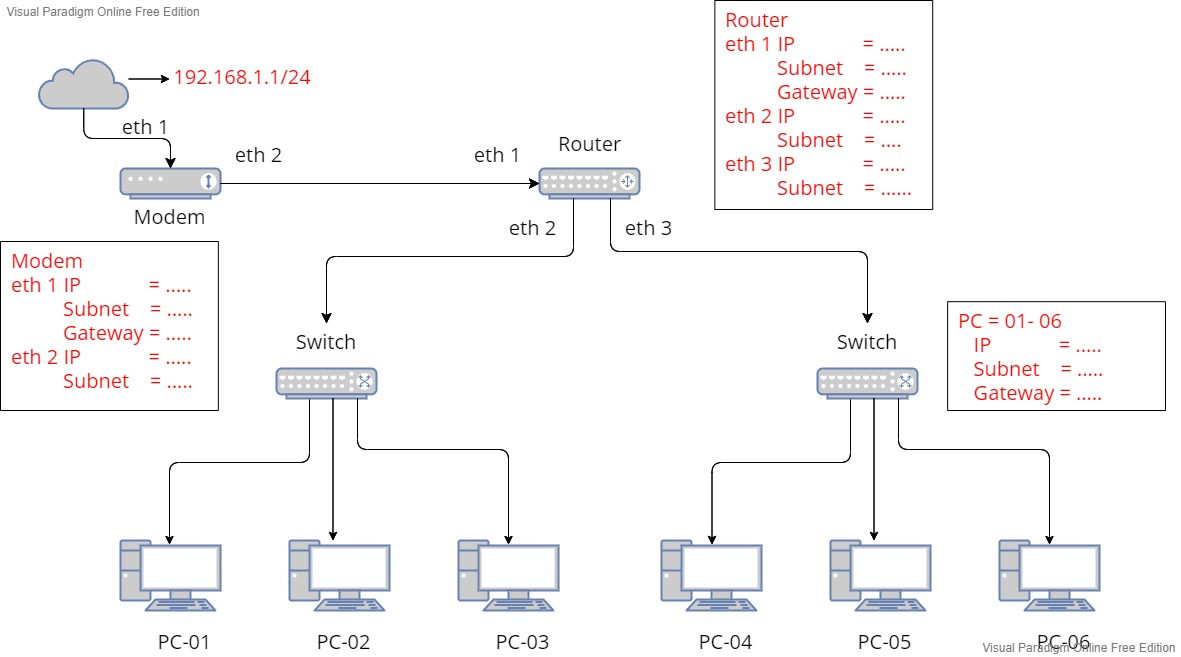 Visual Paradigm Online Free Edition
192.168.1.1/24
eth 1
eth 2
eth 1
Router
Modem
eth 2
eth 3
Router
eth 1 IP = .....
Subnet = .....
Gateway = .....
eth 2 IP = .....
Subnet = ....
eth 3 IP = .....
Subnet = ......
Modem
eth 1 IP = .....
Subnet = .....
Gateway = .....
eth 2 IP = .....
Subnet = .....
Switch
Switch
PC = 01- 06
IP = .....
Subnet = .....
Gateway = .....
PC-01
PC-02
PC-03
PC-04
PC-05
PC-06
Visual Paradigm Online Free Edition